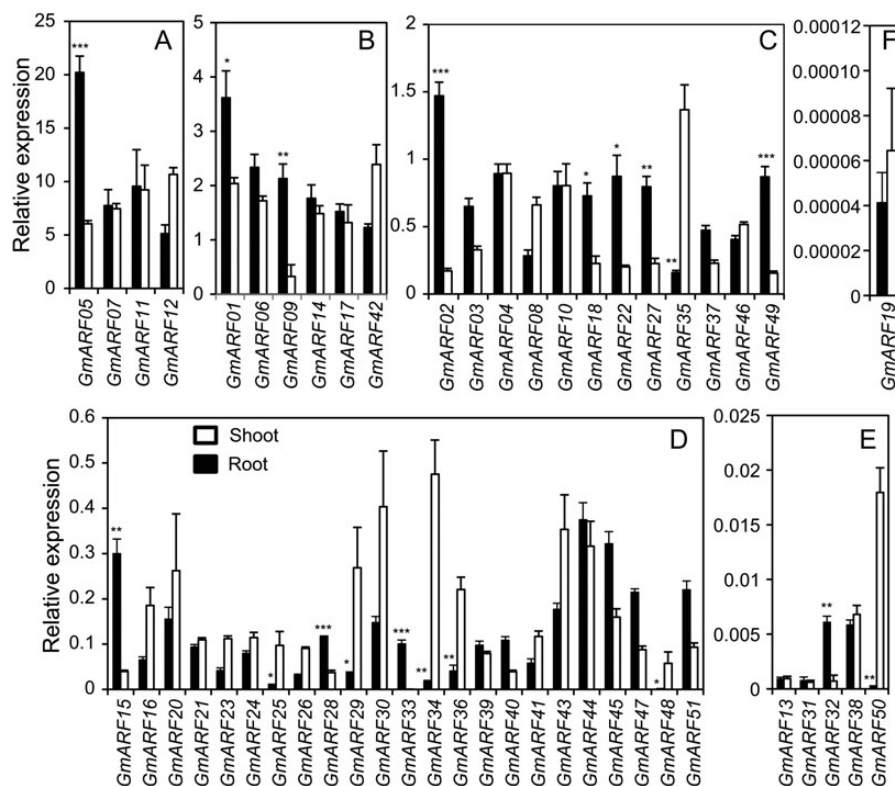 A
Relative expression
25
20
15
10
5
0
***
GmARF05
GmARF07
GmARF11
GmARF12
B
5
4
3
2
1
0
*
**
GmARF01
GmARF06
GmARF09
GmARF14
GmARF17
GmARF42
C
2
1.5
1
0.5
0
***
*
*
**
**
***
GmARF02
GmARF03
GmARF04
GmARF08
GmARF10
GmARF18
GmARF22
GmARF27
GmARF35
GmARF37
GmARF46
GmARF49
F
0.00012
0.00010
0.00008
0.00006
0.00004
0.00002
0
GmARF19
D
Relative expression
0.6
0.5
0.4
0.3
0.2
0.1
0
Shoot
Root
**
*
***
*
***
**
**
*
GmARF15
GmARF16
GmARF20
GmARF21
GmARF23
GmARF24
GmARF25
GmARF26
GmARF28
GmARF29
GmARF30
GmARF33
GmARF34
GmARF36
GmARF39
GmARF40
GmARF41
GmARF43
GmARF44
GmARF45
GmARF47
GmARF48
GmARF51
E
0.025
0.02
0.015
0.01
0.005
0
**
**
GmARF13
GmARF31
GmARF32
GmARF38
GmARF50